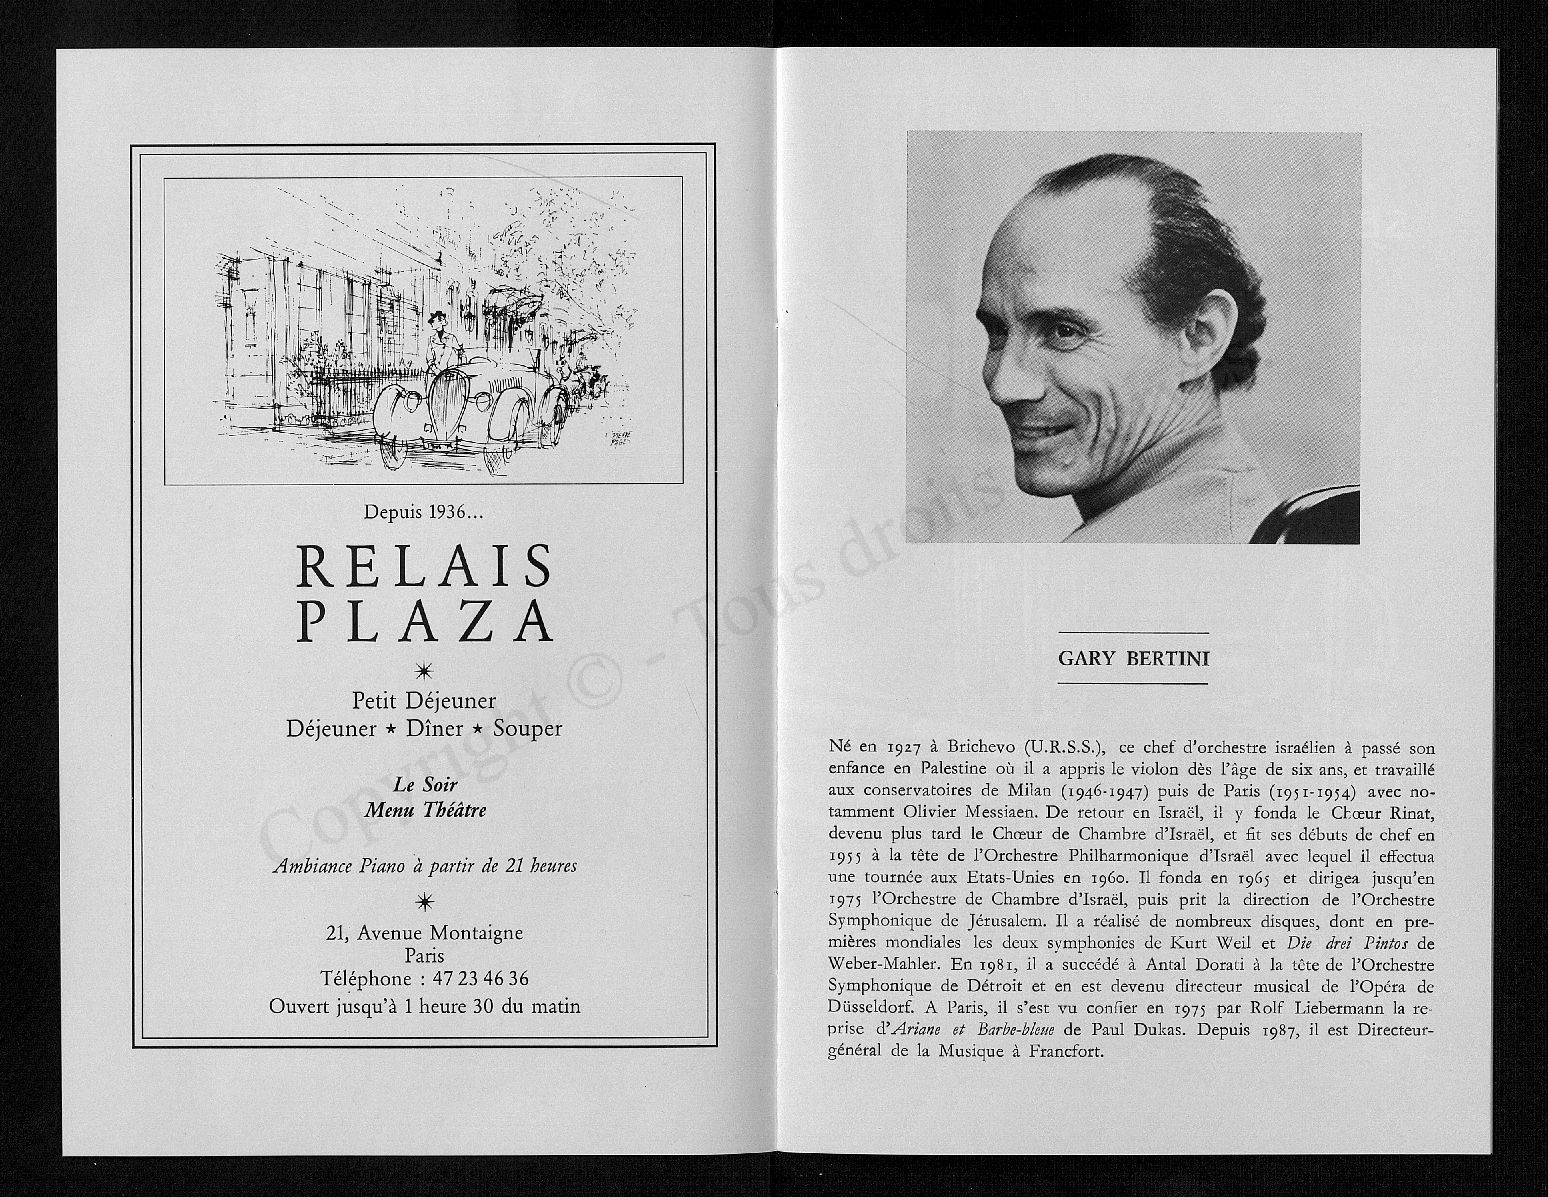 Depuis 1936...
RELAIS
PLAZA
Petit Déjeuner
Déjeuner ★ Dîner ★ Souper
Le Soir
Menu Théâtre
Ambiance Piano à partir de 21 heures
21, Avenue Montaigne
Paris
Téléphone : 47 23 46 36
Ouvert jusqu'à 1 heure 30 du matin
GARY BERTINI
Né en 1927 à Brichevo (U.R.S.S.), ce chef d'orchestre israélien à passé son
enfance en Palestine où il a appris le violon dès l'âge de six ans, et travaillé
aux conservatoires de Milan (1946-1947) puis de Paris (1951-1954) avec no-
tamment Olivier Messiaen. De retour en Israël, il y fonda le Chœur Rinat,
devenu plus tard le Chœur de Chambre d'Israël, et fit ses débuts de chef en
1955 à la tête de l'Orchestre Philharmonique d'Israël avec lequel il effectua
une tournée aux Etats-Unies en 1960. Il fonda en 1965 et dirigea jusqu'en
1975 l'Orchestre de Chambre d'Israël, puis prit la direction de l'Orchestre
Symphonique de Jérusalem. Il a réalisé de nombreux disques, dont en pre-
mières mondiales les deux symphonies de Kurt Weil et Die drei Pintos de
Weber-Mahler. En 1981, il a succédé à Antal Dorati à la tête de l'Orchestre
Symphonique de Détroit et en est devenu directeur musical de l'Opéra de
Düsseldorf. A Paris, il s'est vu confier en 1975 par Rolf Liebermann la re-
prise d'Ariane et Barbe-bleue de Paul Dukas. Depuis 1987, il est Directeur-
général de la Musique à Francfort.
Copyright © - Tous droits